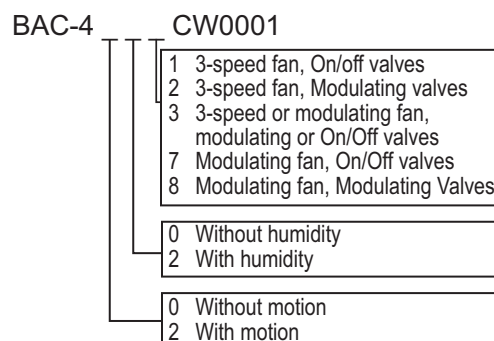 BAC-4_ _ _CW0001
1 3-speed fan, On/off valves
2 3-speed fan, Modulating valves
3 3-speed or modulating fan,
modulating or On/Off valves
7 Modulating fan, On/Off valves
8 Modulating fan, Modulating Valves
0 Without humidity
2 With humidity
0 Without motion
2 With motion